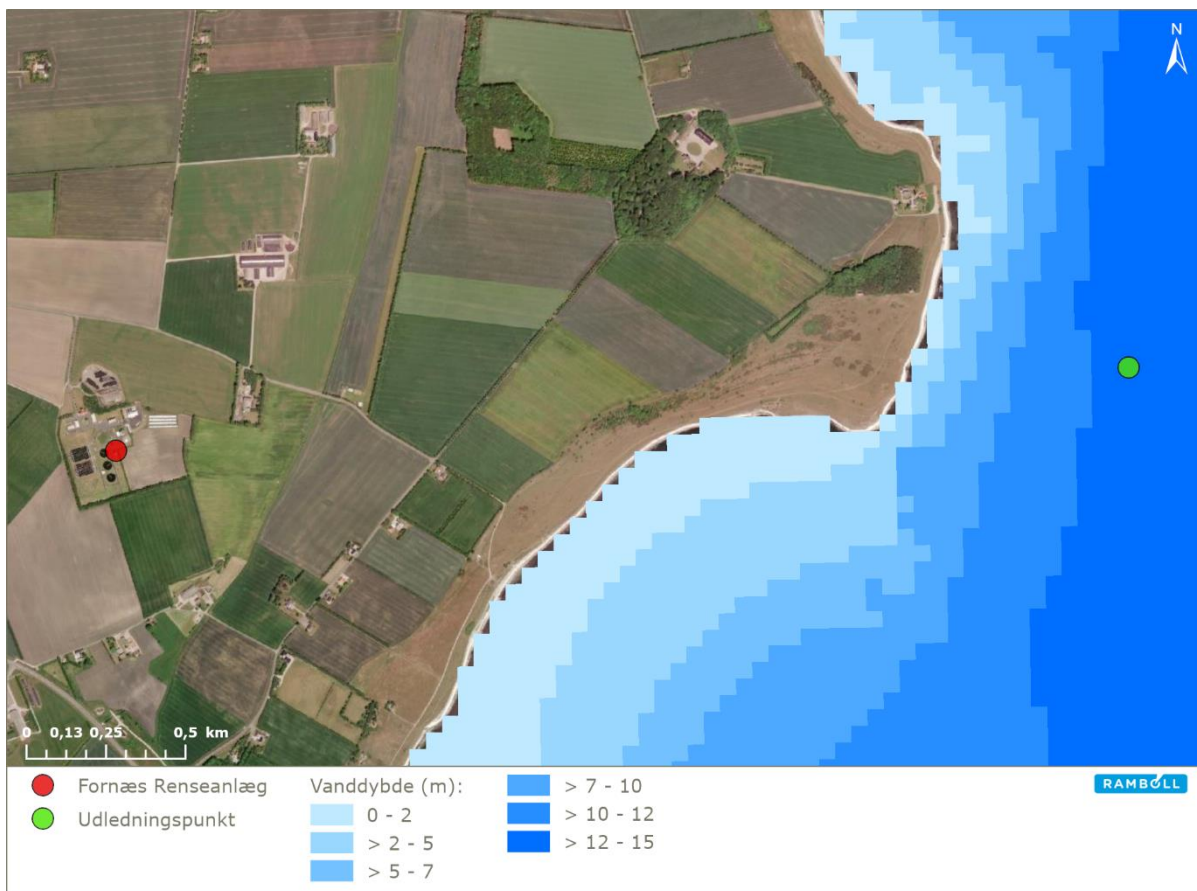 N
0 0,13 0,25 0,5 km
Fornæs Renseanlæg
Udledningspunkt
Vanddybde (m):
0 - 2
> 2 - 5
> 5 - 7
> 7 - 10
> 10 - 12
> 12 - 15
RAMBOLL